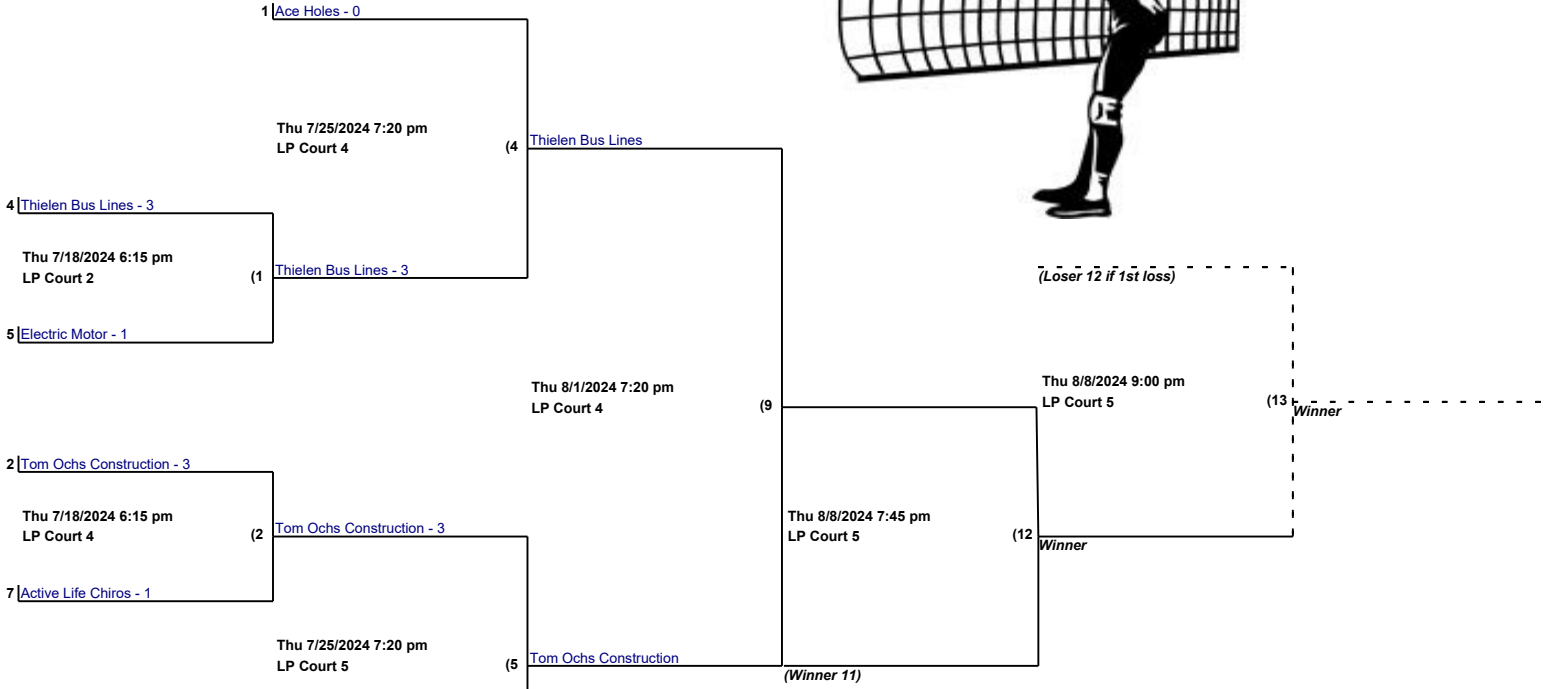 1 Ace Holes - 0
Thu 7/25/2024 7:20 pm
LP Court 4
(4
Thielen Bus Lines
4 Thielen Bus Lines - 3
Thu 7/18/2024 6:15 pm
LP Court 2
(1
Thielen Bus Lines - 3
(Loser 12 if 1st loss)
5 Electric Motor - 1
Thu 8/1/2024 7:20 pm
LP Court 4
(9
Thu 8/8/2024 9:00 pm
LP Court 5
(13
Winner
2 Tom Ochs Construction - 3
Thu 7/18/2024 6:15 pm
LP Court 4
(2
Tom Ochs Construction - 3
Thu 8/8/2024 7:45 pm
LP Court 5
(12
Winner
7 Active Life Chiros - 1
Thu 7/25/2024 7:20 pm
LP Court 5
(5
Tom Ochs Construction
(Winner 11)